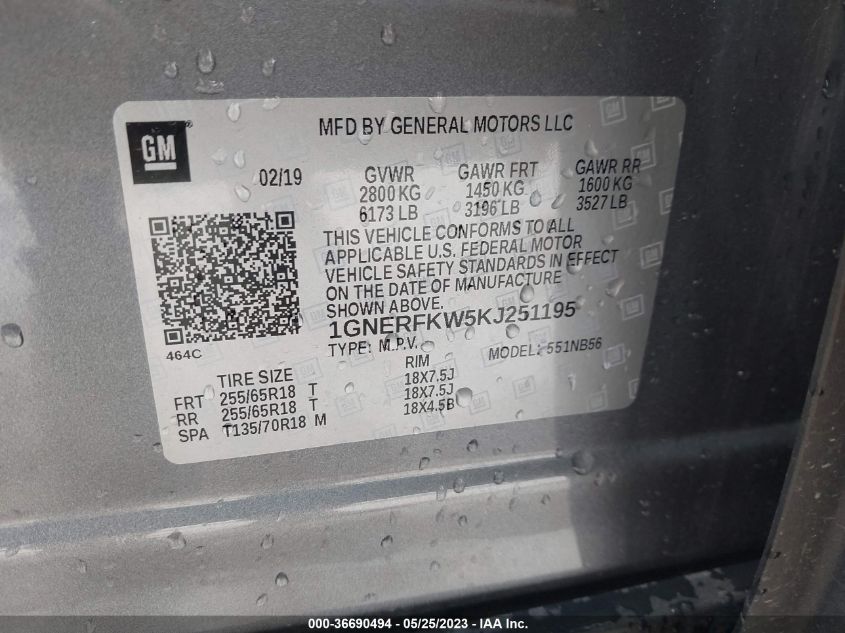 MFD BY GENERAL MOTORS LLC
GM ®
02/19 GVWR GAWR FRT GAWR RR
2800 KG 1450 KG 1600 KG
6173 LB 3196 LB 3527 LB
THIS VEHICLE CONFORMS TO ALL
APPLICABLE U.S. FEDERAL MOTOR
VEHICLE SAFETY STANDARDS IN EFFECT
ON THE DATE OF MANUFACTURE
SHOWN ABOVE.
1GNERFKW5KJ251195
464C
TYPE: M.P.V. MODEL: 551NB56
TIRE SIZE RIM
FRT 255/65R18 T 18X7.5J
RR 255/65R18 T 18X7.5J
SPA T135/70R18 M 18X4.5B
000-36690494 - 05/25/2023 - IAA Inc.